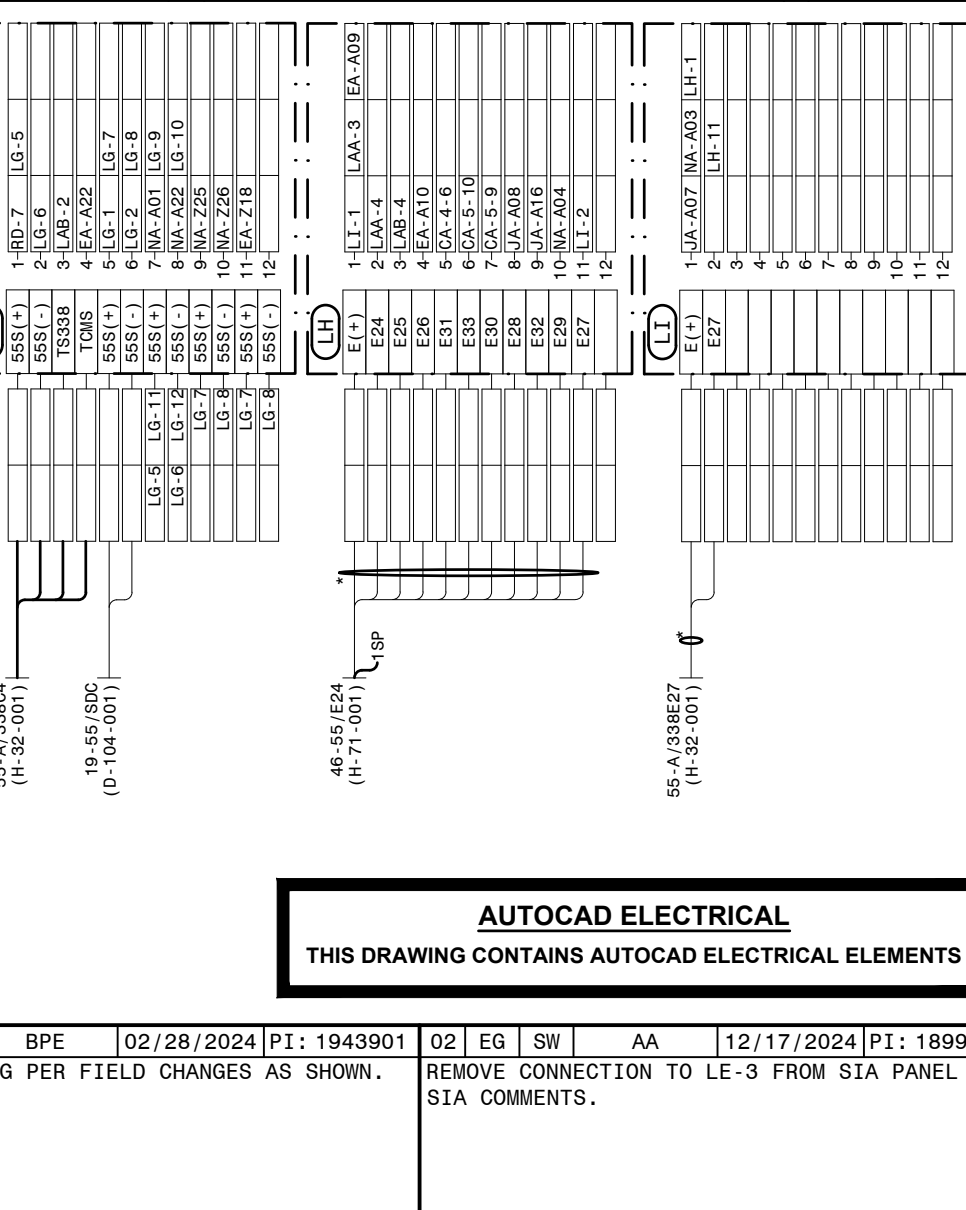 LG-5
1 RD-7
2 LG-6
3 LAB-2
4 EA-A22
5 LG-1 LG-7
6 LG-2 LG-8
7 NA-A01 LG-9
8 NA-A22 LG-10
9 NA-Z25
10 NA-Z26
11 EA-Z18
12
55S(+)
55S(-)
TS338
TCMS
55S(+)
55S(-)
55S(+)
55S(-)
55S(+)
55S(-)
55S(+)
55S(-)
LG-5 LG-11
LG-6 LG-12
LG-7
LG-8
LG-7
LG-8
(H-32-001)
19-55/SDC
(D-104-001)
1 LI-1 LAA-3 EA-A09
2 LAA-4
3 LAB-4
4 EA-A10
5 CA-4-6
6 CA-5-10
7 CA-5-9
8 JA-A08
9 JA-A16
10 NA-A04
11 LI-2
12
LH
E(+)
E24
E25
E26
E31
E33
E30
E28
E32
E29
E27
*
1SP
46-55/E24
(H-71-001)
1 JA-A07 NA-A03 LH-1
2 LH-11
3
4
5
6
7
8
9
10
11
12
LI
E(+)
E27
*
55-A/338E27
(H-32-001)
AUTOCAD ELECTRICAL
THIS DRAWING CONTAINS AUTOCAD ELECTRICAL ELEMENTS
BPE 02/28/2024 PI: 1943901 02 EG SW AA 12/17/2024 PI: 1899
G PER FIELD CHANGES AS SHOWN.
REMOVE CONNECTION TO LE-3 FROM SIA PANEL
SIA COMMENTS.